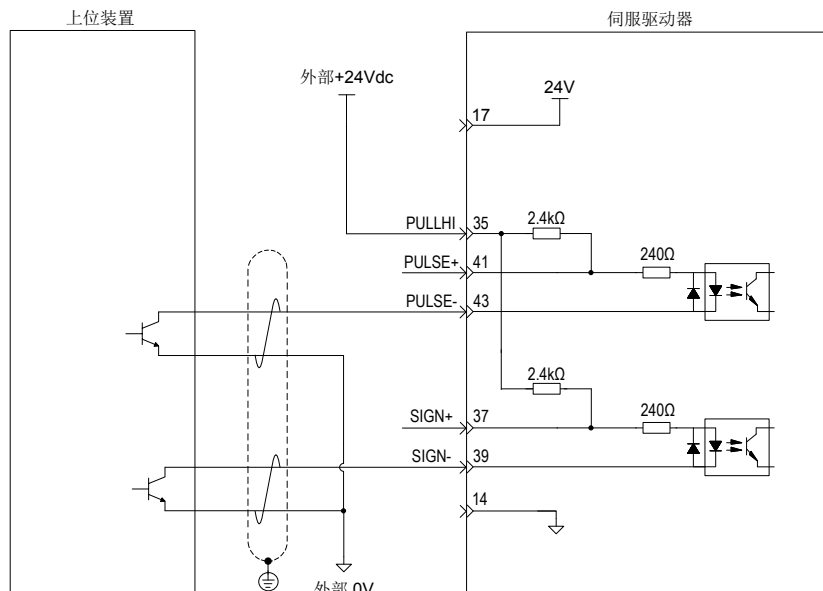 上位装置
伺服驱动器
外部+24Vdc
24V
17
PULLHI
35
2.4kΩ
PULSE+
41
240Ω
PULSE-
43
2.4kΩ
SIGN+
37
240Ω
SIGN-
39
14
外部 0V